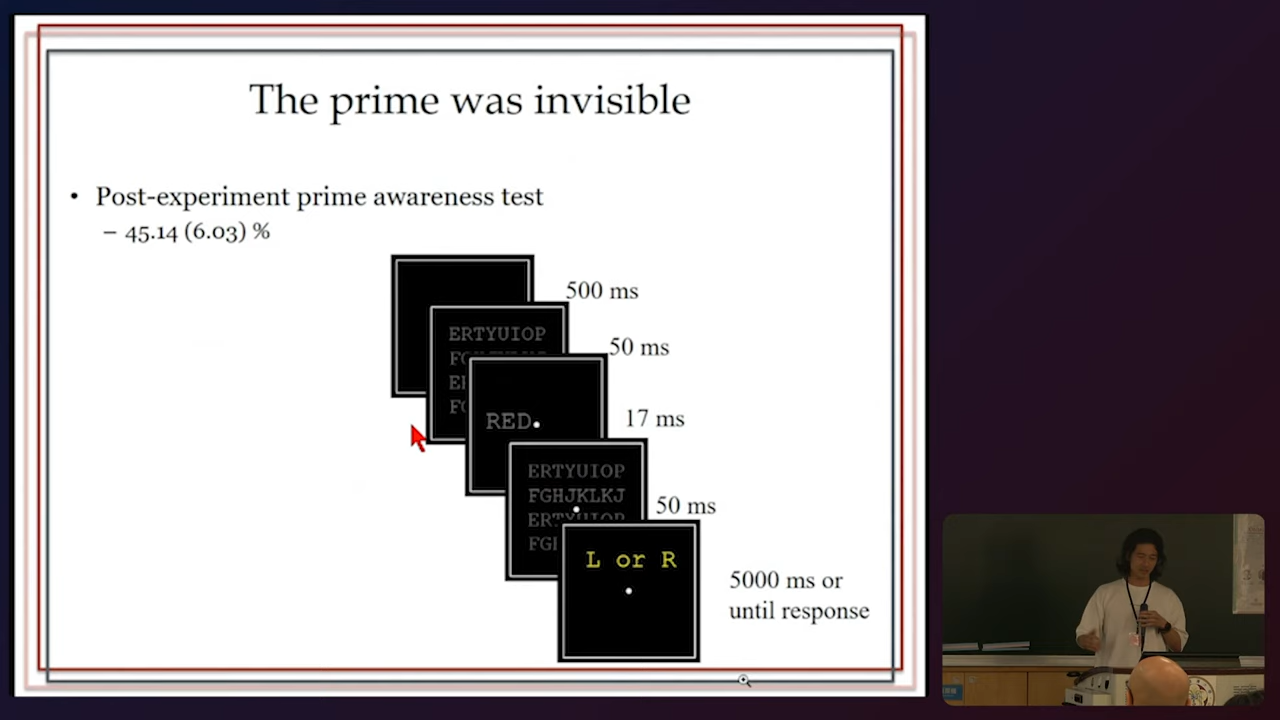 The prime was invisible
• Post-experiment prime awareness test
– 45.14 (6.03) %
500 ms
ERTYUIOP
50 ms
RED
17 ms
ERTYUIOP
FGHJKLKJ
ERTYUIOP
50 ms
L or R
5000 ms or
until response